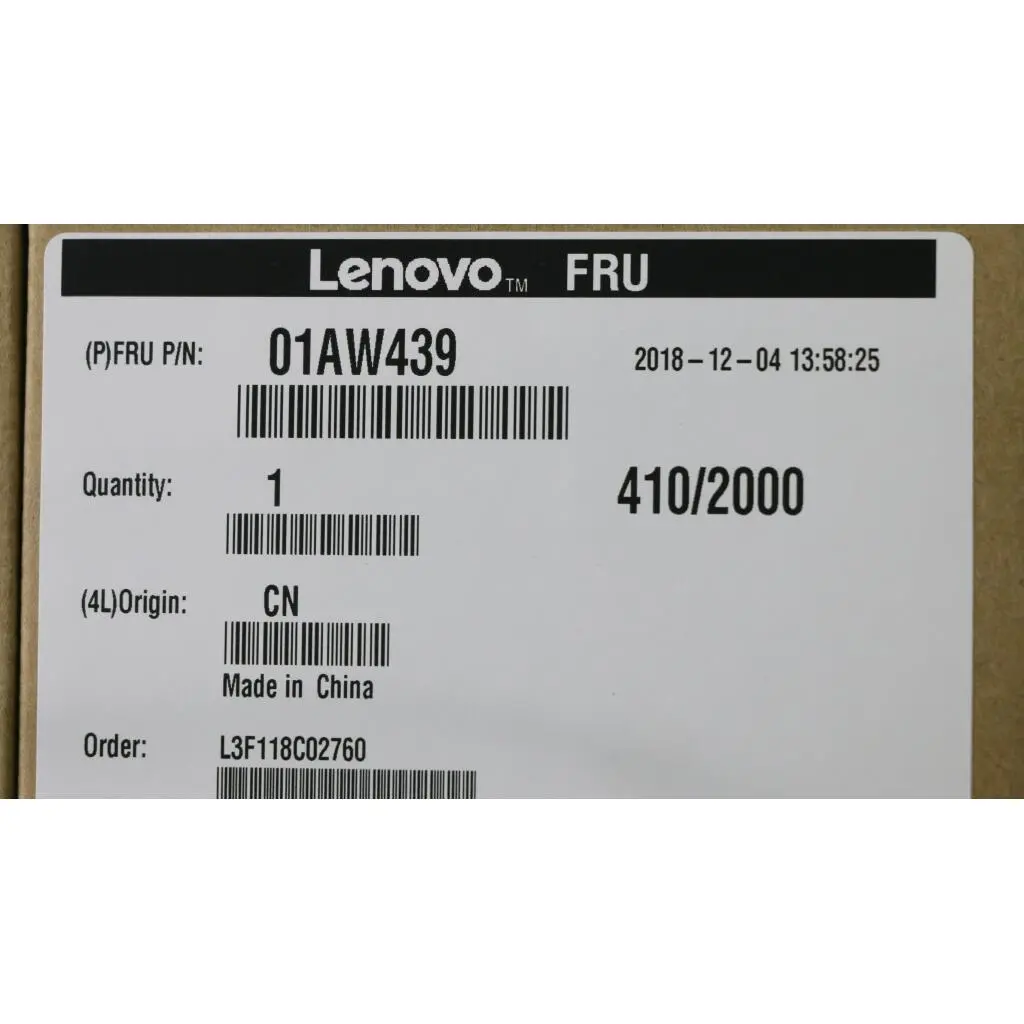 Lenovo™ FRU
(P)FRU P/N: 01AW439 2018-12-04 13:58:25
Quantity: 1 410/2000
(4L)Origin: CN
Made in China
Order: L3F118C02760